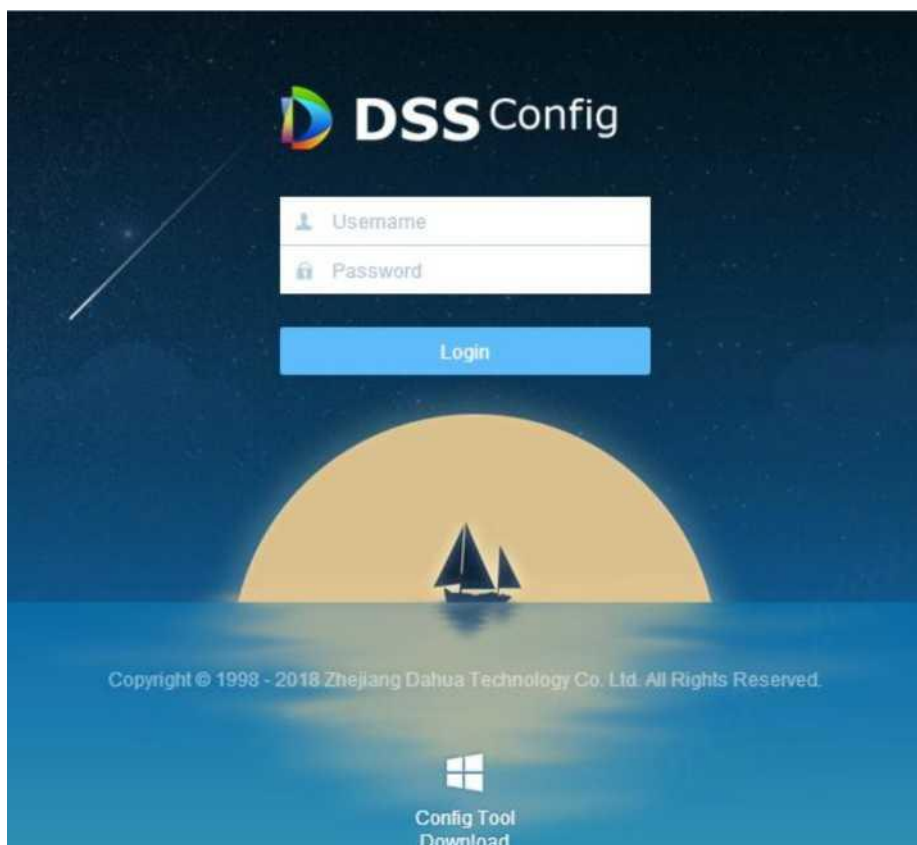 DSS Config
Username
Password
Login
Copyright © 1998 - 2018 Zhejiang Dahua Technology Co. Ltd. All Rights Reserved.
Config Tool
Download